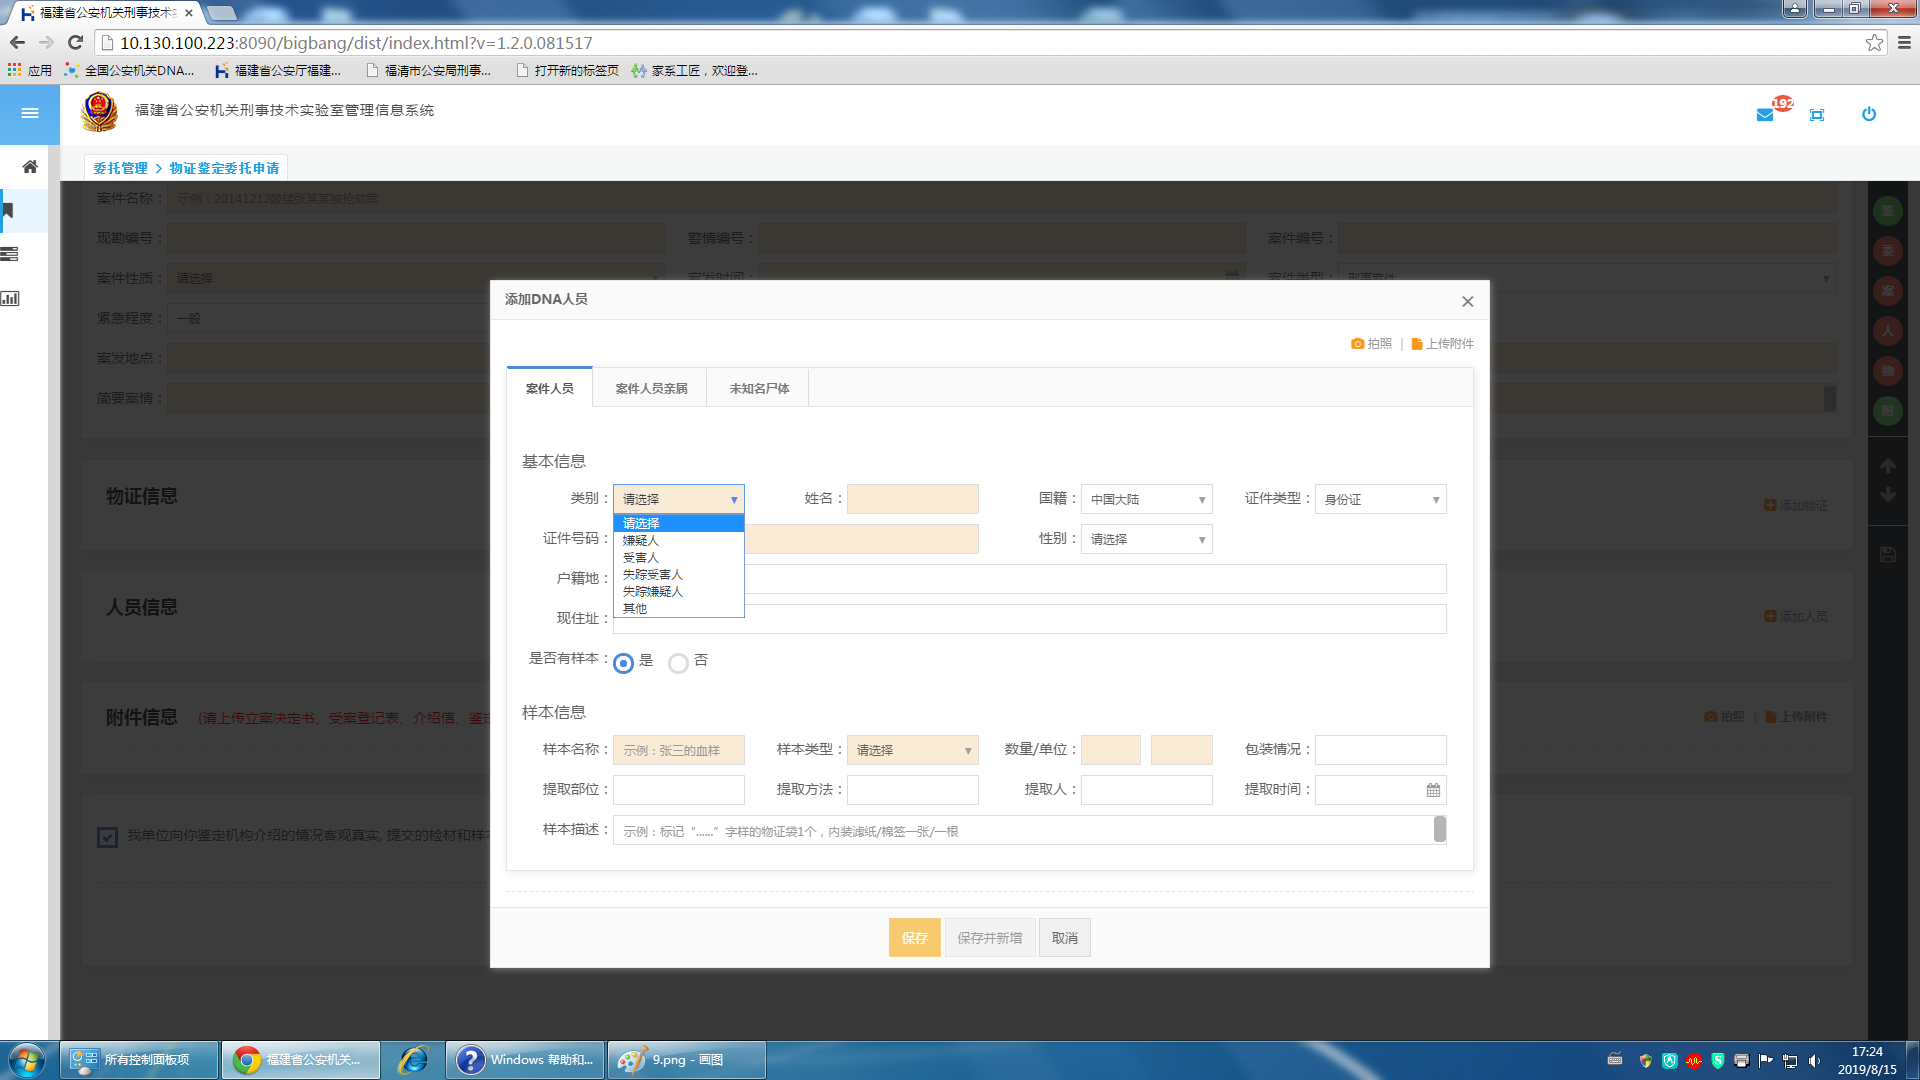 福建省公安机关刑事技术实
10.130.100.223:8090/bigbang/dist/index.html?v=1.2.0.081517
应用 全国公安机关DNA... 福建省公安厅福建... 福清市公安局刑事... 打开新的标签页 家系工匠，欢迎登...
福建省公安机关刑事技术实验室管理信息系统
192
委托管理 > 物证鉴定委托申请
案件名称： 示例：20141212鼓楼张某某被抢劫案
现勘编号： 警情编号： 案件编号：
案件性质： 请选择 案发时间： 案件类型： 刑事案件
紧急程度： 一般
案发地点：
简要案情：
物证信息 添加物证
人员信息 添加人员
附件信息 (请上传立案决定书、受案登记表、介绍信、鉴定 拍照 | 上传附件
我单位向你鉴定机构介绍的情况客观真实, 提交的检材和样本
委
案
人
物
附
添加DNA人员
拍照 | 上传附件
案件人员 案件人员亲属 未知名尸体
基本信息
类别： 请选择 姓名： 国籍： 中国大陆 证件类型： 身份证
请选择
嫌疑人
受害人
失踪受害人
失踪嫌疑人
其他
证件号码： 性别： 请选择
户籍地：
现住址：
是否有样本： 是 否
样本信息
样本名称： 示例：张三的血样 样本类型： 请选择 数量/单位： 包装情况：
提取部位： 提取方法： 提取人： 提取时间：
样本描述： 示例：标记“......”字样的物证袋1个，内装滤纸/棉签一张/一根
保存 保存并新增 取消
所有控制面板项 福建省公安机关... Windows 帮助和... 9.png - 画图
17:24
2019/8/15